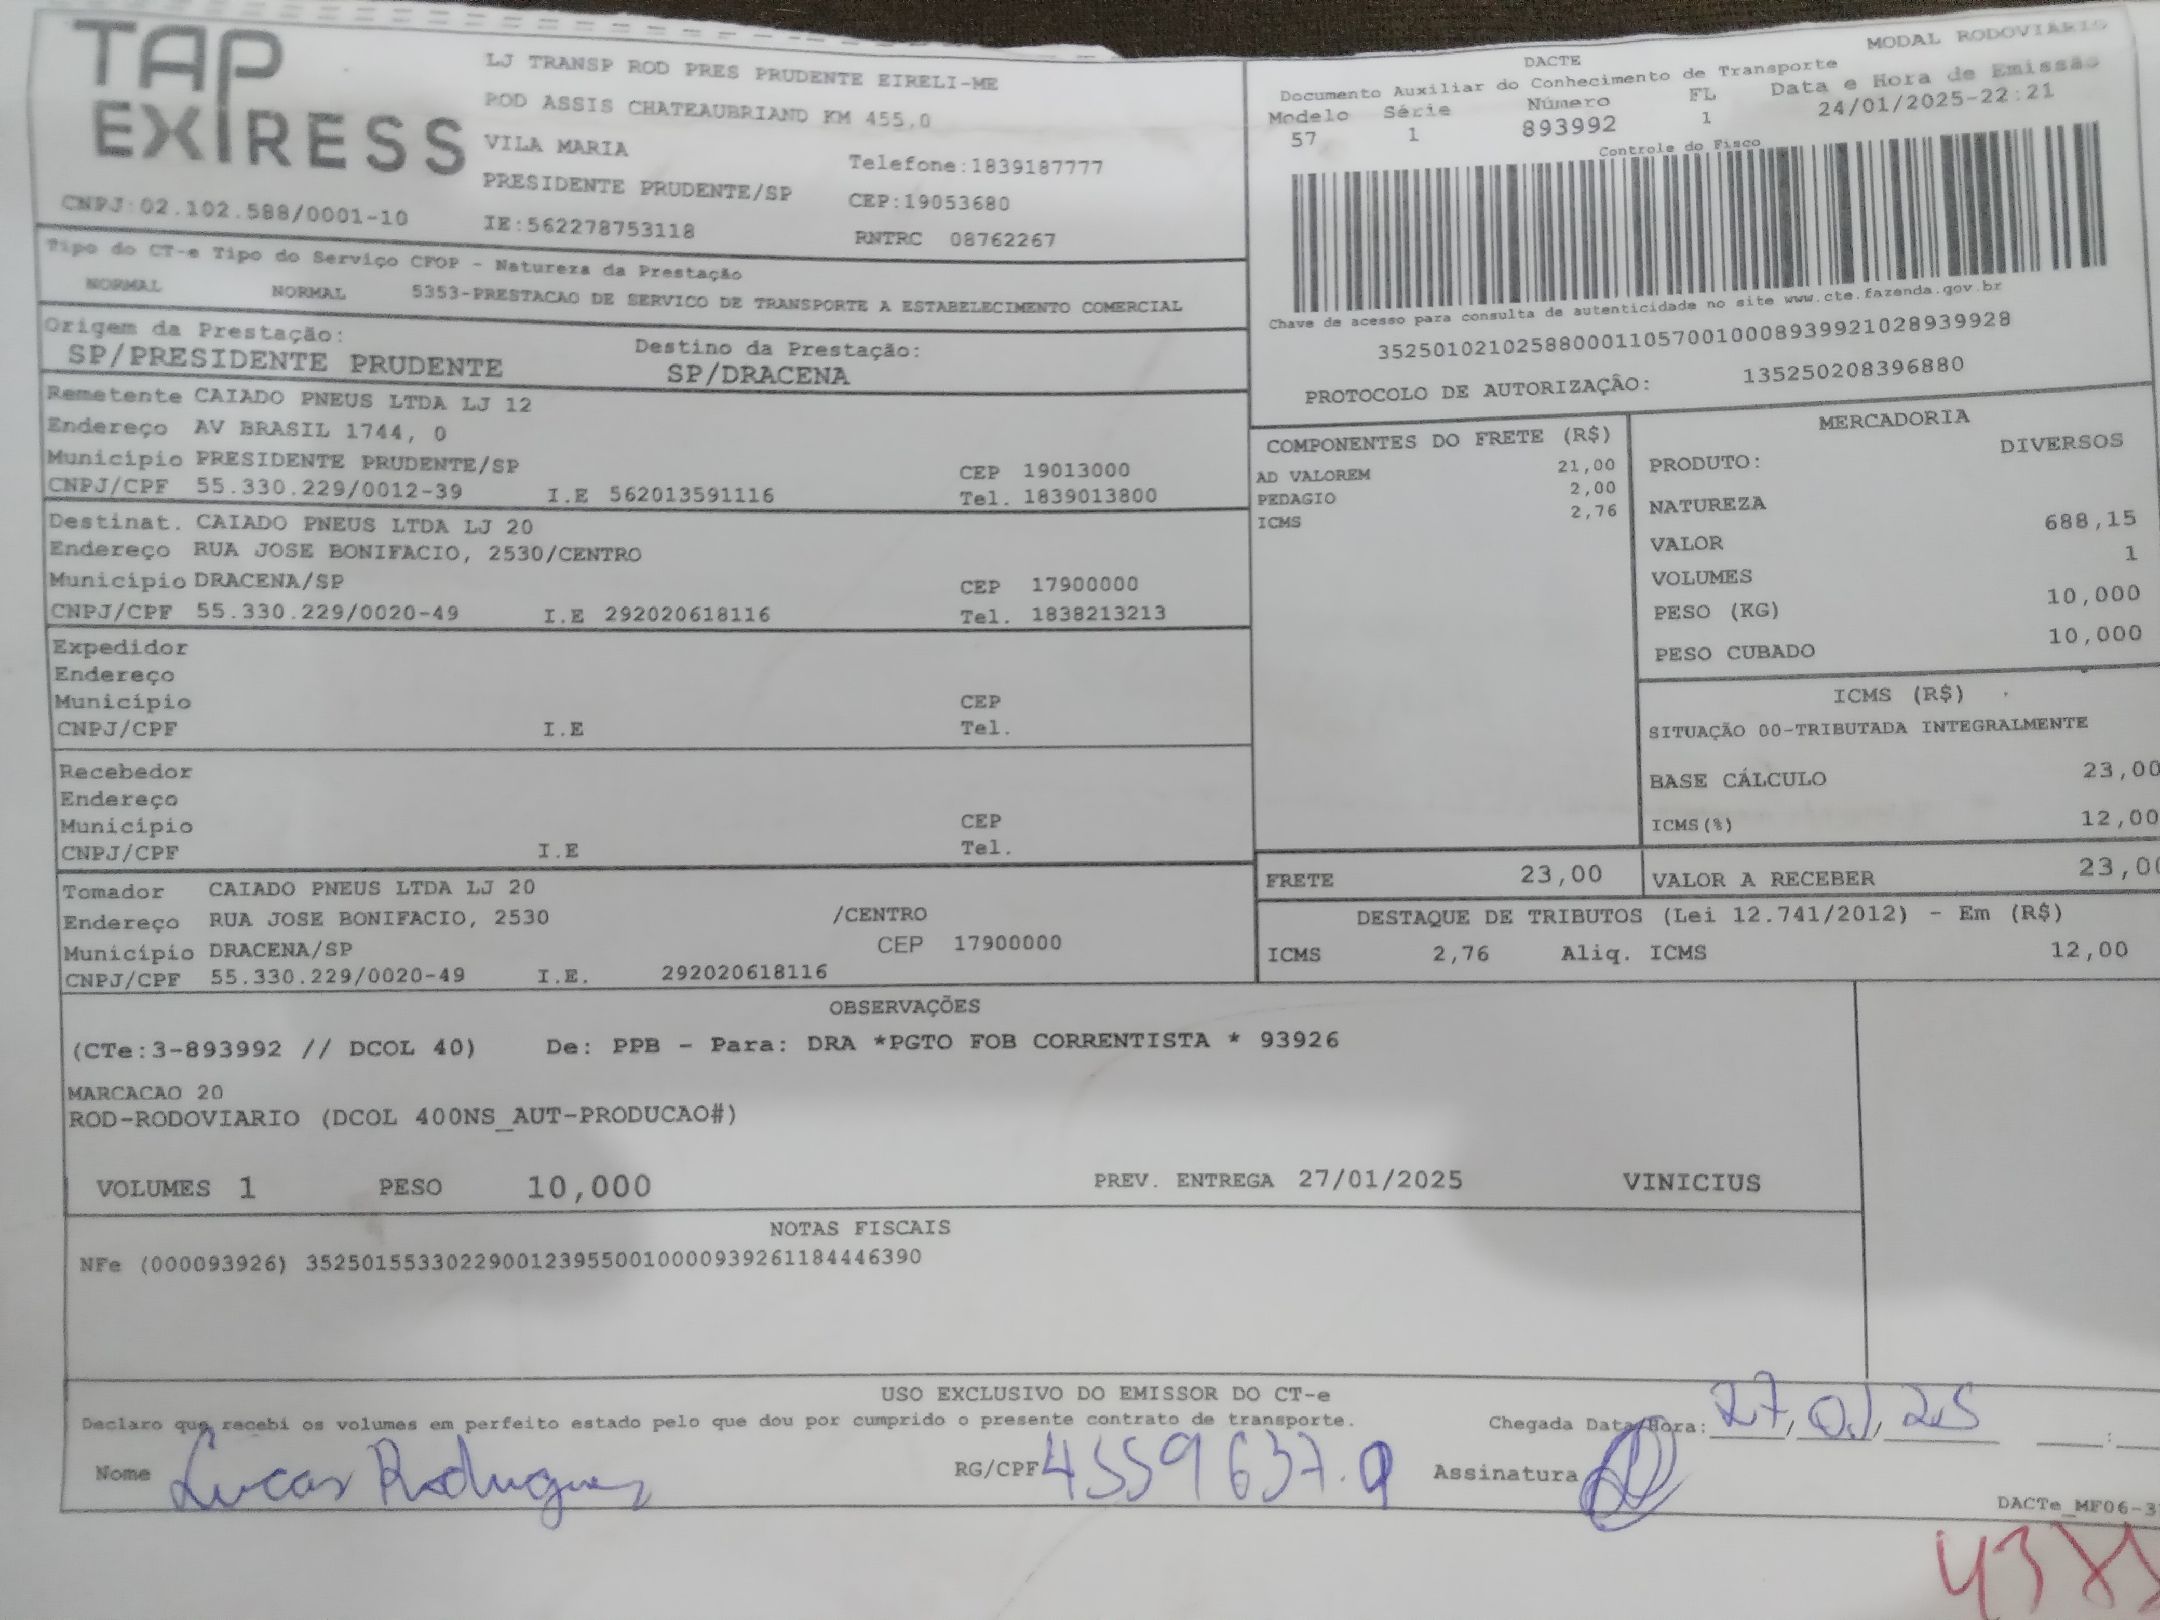 TAP
EXPRESS
CNPJ:02.102.588/0001-10
LJ TRANSP ROD PRES PRUDENTE EIRELI-ME
ROD ASSIS CHATEAUBRIAND KM 455,0
VILA MARIA
Telefone:1839187777
PRESIDENTE PRUDENTE/SP CEP:19053680
IE:562278753118 RNTRC 08762267
MODAL RODOVIÁRIO
DACTE
Documento Auxiliar do Conhecimento de Transporte
Modelo Série Número FL Data e Hora de Emissão
57 1 893992 1 24/01/2025-22:21
Controle do Fisco
Chave de acesso para consulta de autenticidade no site www.cte.fazenda.gov.br
35250102102588000110570010008939921028939928
PROTOCOLO DE AUTORIZAÇÃO: 135250208396880
Tipo do CT-e Tipo do Serviço CFOP - Natureza da Prestação
NORMAL NORMAL 5353-PRESTACAO DE SERVICO DE TRANSPORTE A ESTABELECIMENTO COMERCIAL
Origem da Prestação: Destino da Prestação:
SP/PRESIDENTE PRUDENTE SP/DRACENA
Remetente CAIADO PNEUS LTDA LJ 12
Endereço AV BRASIL 1744, 0
Município PRESIDENTE PRUDENTE/SP CEP 19013000
CNPJ/CPF 55.330.229/0012-39 I.E 562013591116 Tel. 1839013800
Destinat. CAIADO PNEUS LTDA LJ 20
Endereço RUA JOSE BONIFACIO, 2530/CENTRO
Município DRACENA/SP CEP 17900000
CNPJ/CPF 55.330.229/0020-49 I.E 292020618116 Tel. 1838213213
Expedidor
Endereço
Município CEP
CNPJ/CPF I.E Tel.
Recebedor
Endereço
Município CEP
CNPJ/CPF I.E Tel.
Tomador CAIADO PNEUS LTDA LJ 20
Endereço RUA JOSE BONIFACIO, 2530 /CENTRO
Município DRACENA/SP CEP 17900000
CNPJ/CPF 55.330.229/0020-49 I.E. 292020618116
COMPONENTES DO FRETE (R$)
AD VALOREM 21,00
PEDAGIO 2,00
ICMS 2,76
MERCADORIA
PRODUTO: DIVERSOS
NATUREZA
VALOR 688,15
VOLUMES 1
PESO (KG) 10,000
PESO CUBADO 10,000
ICMS (R$)
SITUAÇÃO 00-TRIBUTADA INTEGRALMENTE
BASE CÁLCULO 23,00
ICMS(%) 12,00
FRETE 23,00 VALOR A RECEBER 23,00
DESTAQUE DE TRIBUTOS (Lei 12.741/2012) - Em (R$)
ICMS 2,76 Aliq. ICMS 12,00
OBSERVAÇÕES
(CTe:3-893992 // DCOL 40) De: PPB - Para: DRA *PGTO FOB CORRENTISTA * 93926
MARCACAO 20
ROD-RODOVIARIO (DCOL 400NS_AUT-PRODUCAO#)
VOLUMES 1 PESO 10,000 PREV. ENTREGA 27/01/2025 VINICIUS
NOTAS FISCAIS
NFe (000093926) 35250155330229001239550010000939261184446390
USO EXCLUSIVO DO EMISSOR DO CT-e
Declaro que recebi os volumes em perfeito estado pelo que dou por cumprido o presente contrato de transporte. Chegada Data/Hora: 27/01/25
Nome Lucas Rodrigues RG/CPF 4559637.9 Assinatura
DACTe_MF06-3